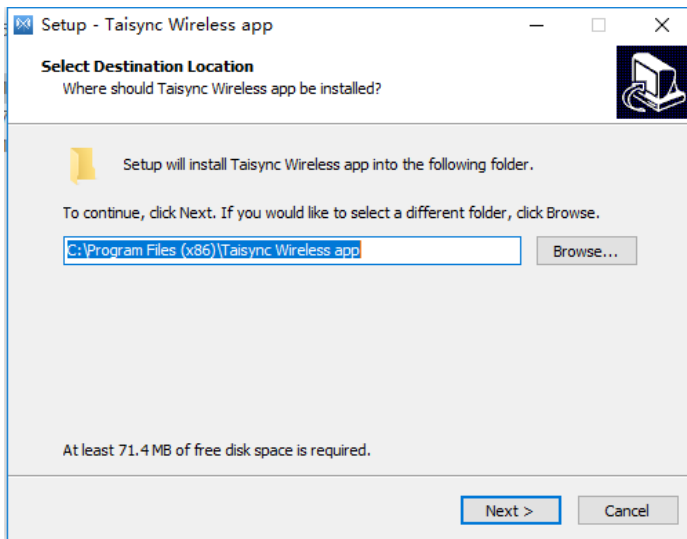 Setup - Taisync Wireless app
Select Destination Location
Where should Taisync Wireless app be installed?
Setup will install Taisync Wireless app into the following folder.
To continue, click Next. If you would like to select a different folder, click Browse.
C:\Program Files (x86)\Taisync Wireless app
Browse...
At least 71.4 MB of free disk space is required.
Next >
Cancel